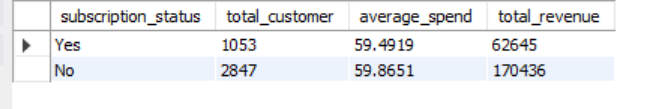 subscription_status total_customer average_spend total_revenue
Yes 1053 59.4919 62645
No 2847 59.8651 170436